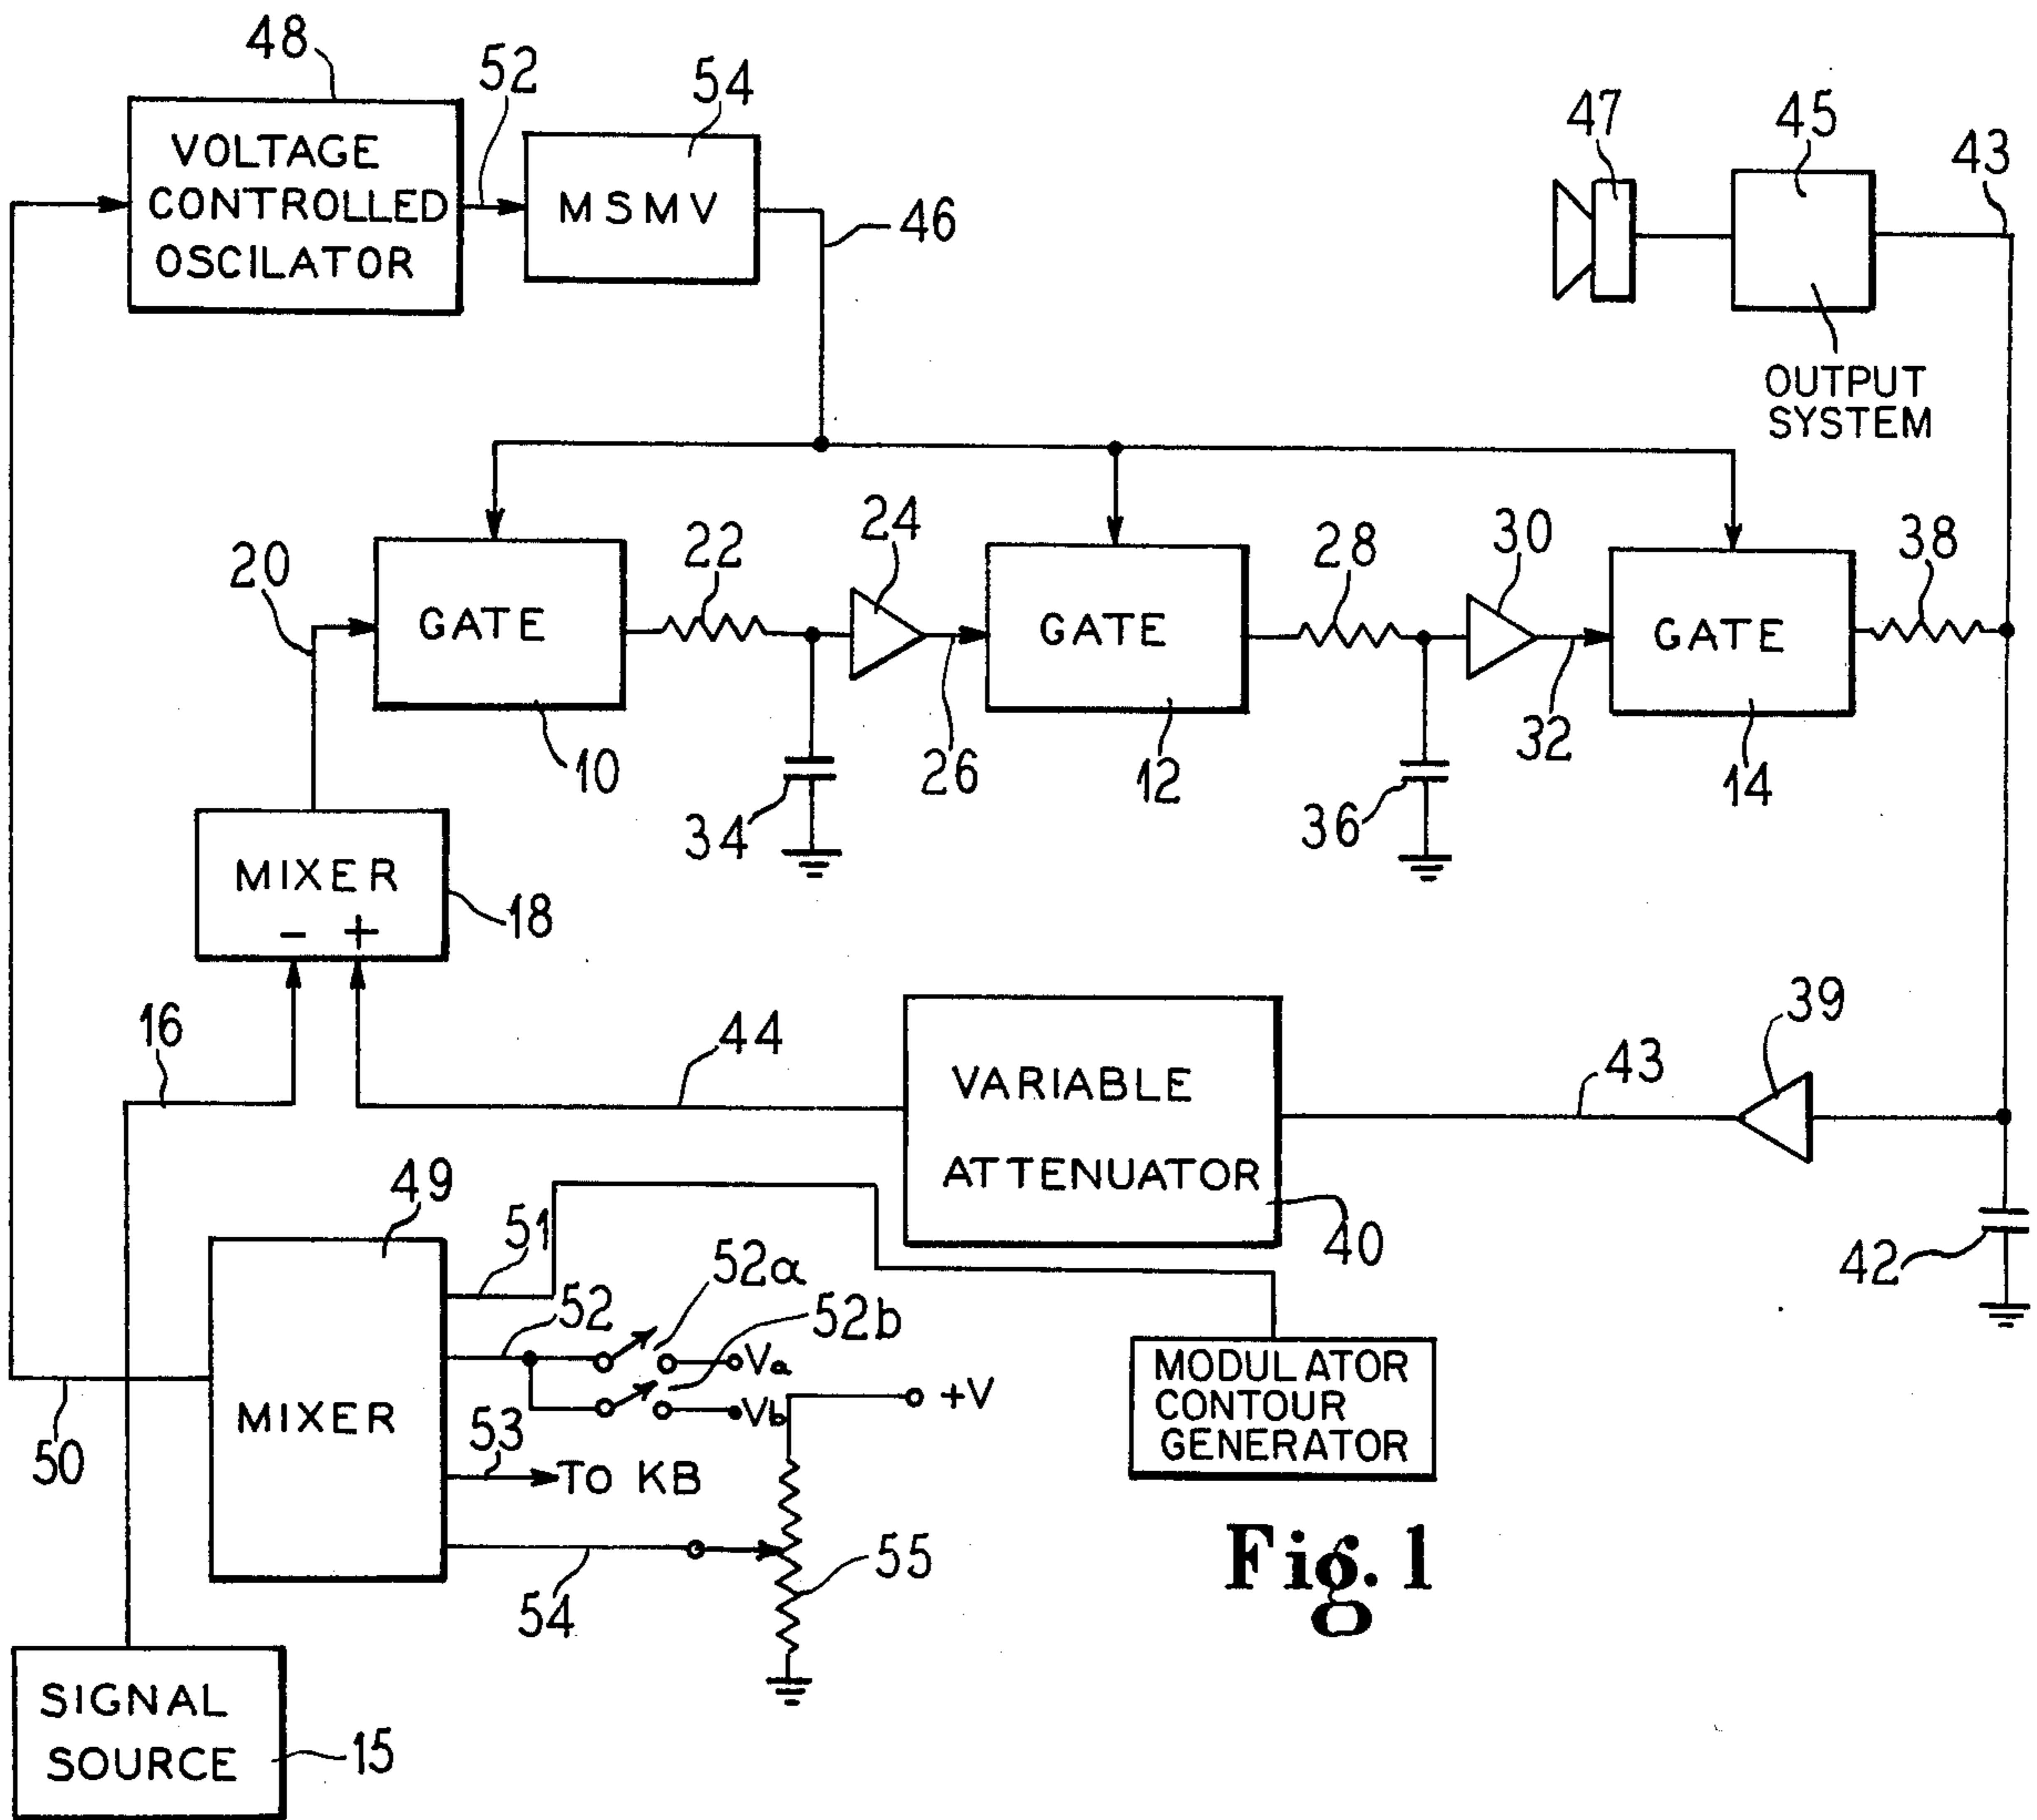 48
52
54
47
45
43
VOLTAGE
CONTROLLED
OSCILATOR
MSMV
46
OUTPUT
SYSTEM
20
22
24
28
30
38
GATE
GATE
GATE
10
34
26
12
36
32
14
MIXER
- +
18
16
44
VARIABLE
ATTENUATOR
40
43
39
42
49
51
52
52a
52b
Va
Vb
+V
MIXER
50
53
TO KB
54
55
MODULATOR
CONTOUR
GENERATOR
SIGNAL
SOURCE
15
Fig. 1